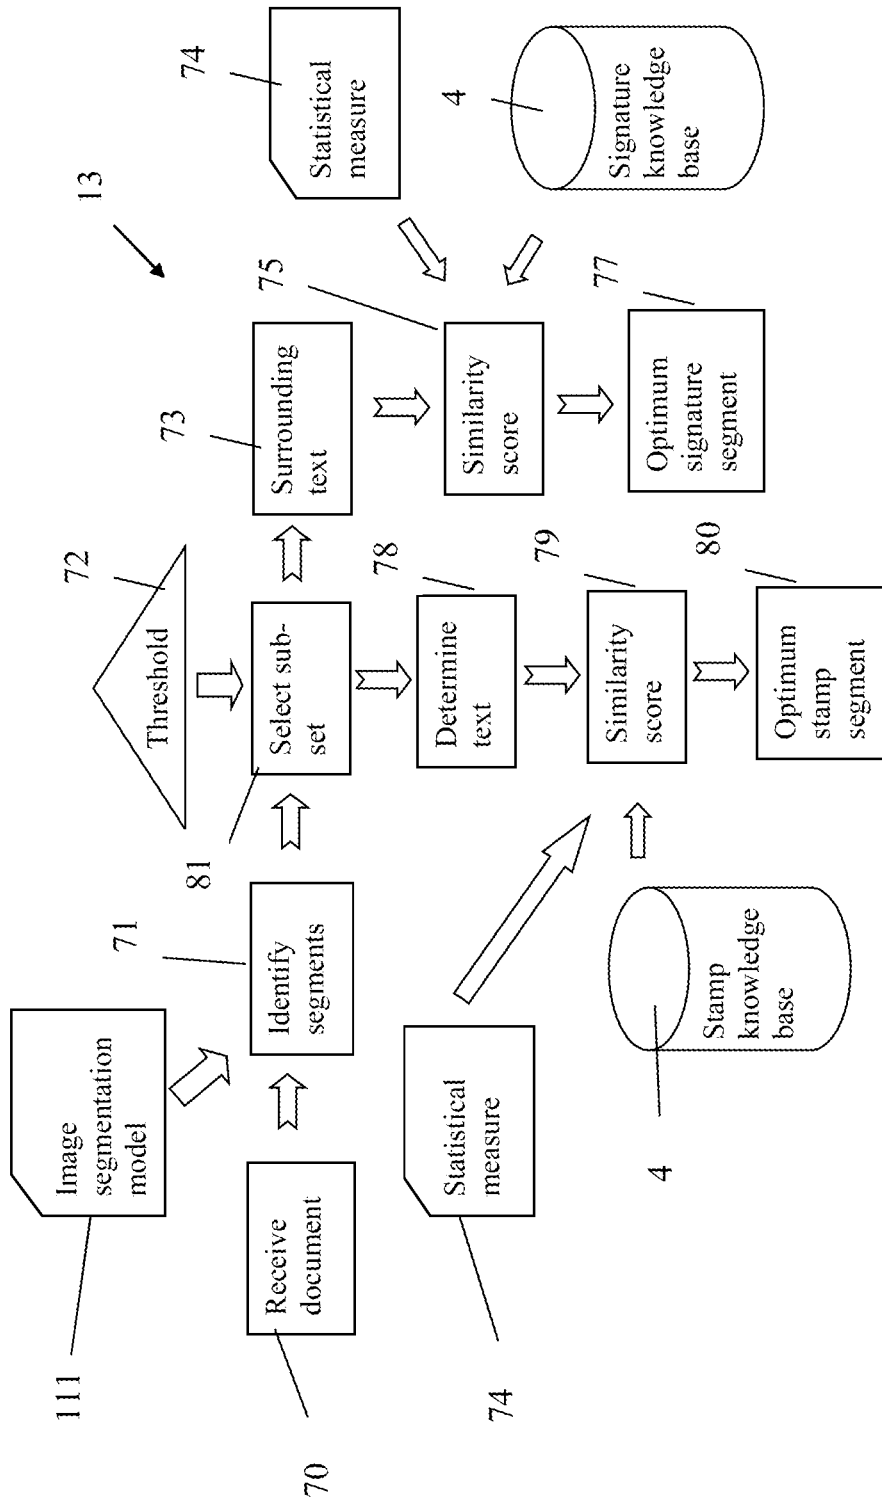 111
Image
segmentation
model
70
Receive
document
71
Identify
segments
81
Threshold
72
Select sub-
set
73
Surrounding
text
13
74
Statistical
measure
75
Similarity
score
4
Signature
knowledge
base
77
Optimum
signature
segment
78
Determine
text
79
Similarity
score
80
Optimum
stamp
segment
74
Statistical
measure
4
Stamp
knowledge
base